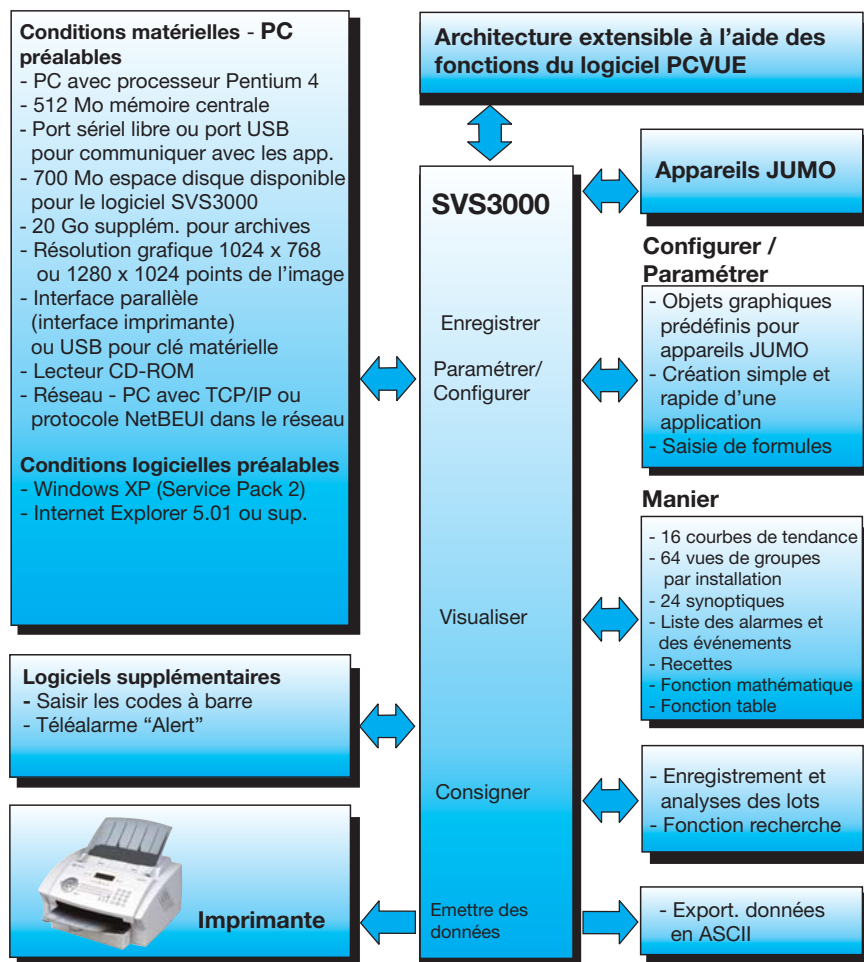 Conditions matérielles - PC
préalables
- PC avec processeur Pentium 4
- 512 Mo mémoire centrale
- Port sériel libre ou port USB
pour communiquer avec les app.
- 700 Mo espace disque disponible
pour le logiciel SVS3000
- 20 Go supplém. pour archives
- Résolution grafique 1024 x 768
ou 1280 x 1024 points de l'image
- Interface parallèle
(interface imprimante)
ou USB pour clé matérielle
- Lecteur CD-ROM
- Réseau - PC avec TCP/IP ou
protocole NetBEUI dans le réseau
Conditions logicielles préalables
- Windows XP (Service Pack 2)
- Internet Explorer 5.01 ou sup.
Logiciels supplémentaires
- Saisir les codes à barre
- Téléalarme “Alert”
Imprimante
Architecture extensible à l'aide des
fonctions du logiciel PCVUE
SVS3000
Enregistrer
Paramétrer/
Configurer
Visualiser
Consigner
Emettre des
données
Appareils JUMO
Configurer /
Paramétrer
- Objets graphiques
prédéfinis pour
appareils JUMO
- Création simple et
rapide d'une
application
- Saisie de formules
Manier
- 16 courbes de tendance
- 64 vues de groupes
par installation
- 24 synoptiques
- Liste des alarmes et
des événements
- Recettes
- Fonction mathématique
- Fonction table
- Enregistrement et
analyses des lots
- Fonction recherche
- Export. données
en ASCII